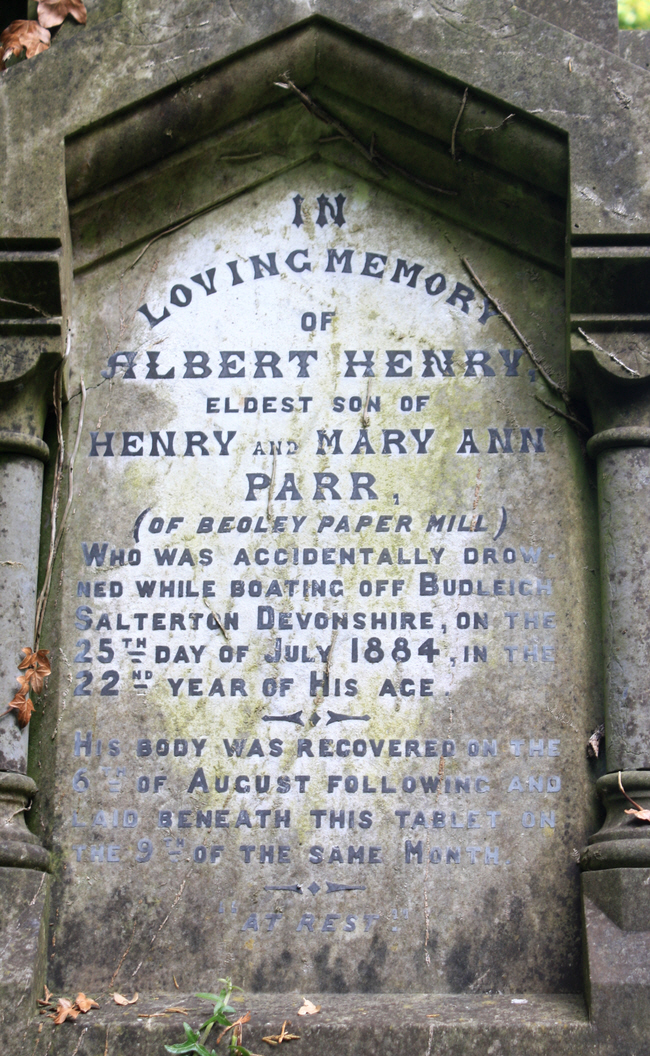 IN
LOVING MEMORY
OF
ALBERT HENRY,
ELDEST SON OF
HENRY AND MARY ANN
PARR,
(OF BEOLEY PAPER MILL)
WHO WAS ACCIDENTALLY DROW-
NED WHILE BOATING OFF BUDLEIGH
SALTERTON DEVONSHIRE, ON THE
25TH DAY OF JULY 1884, IN THE
22ND YEAR OF HIS AGE.
HIS BODY WAS RECOVERED ON THE
6TH OF AUGUST FOLLOWING AND
LAID BENEATH THIS TABLET ON
THE 9TH OF THE SAME MONTH.
"AT REST"